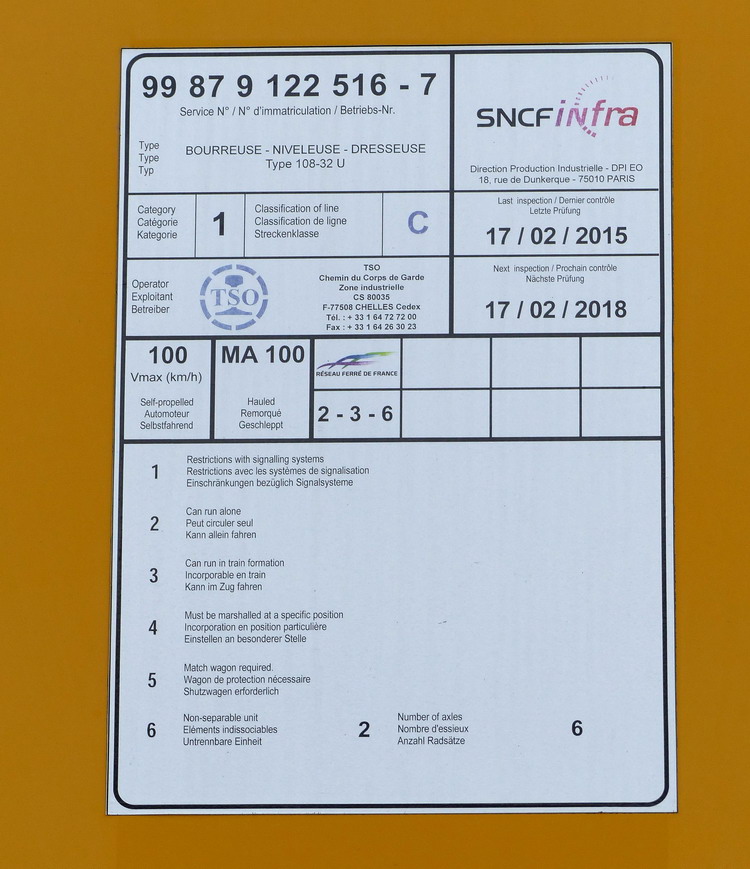 99 87 9 122 516 - 7
Service N° / N° d'immatriculation / Betriebs-Nr.
Type
Type
Typ
BOURREUSE - NIVELEUSE - DRESSEUSE
Type 108-32 U
SNCF infra
Direction Production Industrielle - DPI EO
18, rue de Dunkerque - 75010 PARIS
Category
Catégorie
Kategorie
1
Classification of line
Classification de ligne
Streckenklasse
C
Last inspection / Dernier contrôle
Letzte Prüfung
17 / 02 / 2015
Operator
Exploitant
Betreiber
TSO
TSO
Chemin du Corps de Garde
Zone industrielle
CS 80035
F-77508 CHELLES Cedex
Tél. : + 33 1 64 72 72 00
Fax : + 33 1 64 26 30 23
Next inspection / Prochain contrôle
Nächste Prüfung
17 / 02 / 2018
100
Vmax (km/h)
Self-propelled
Automoteur
Selbstfahrend
MA 100
Hauled
Remorqué
Geschleppt
RÉSEAU FERRÉ DE FRANCE
2 - 3 - 6
1
Restrictions with signalling systems
Restrictions avec les systèmes de signalisation
Einschränkungen bezüglich Signalsysteme
2
Can run alone
Peut circuler seul
Kann allein fahren
3
Can run in train formation
Incorporable en train
Kann im Zug fahren
4
Must be marshalled at a specific position
Incorporation en position particulière
Einstellen an besonderer Stelle
5
Match wagon required.
Wagon de protection nécessaire
Shutzwagen erforderlich
6
Non-separable unit
Eléments indissociables
Untrennbare Einheit
2
Number of axles
Nombre d'essieux
Anzahl Radsätze
6